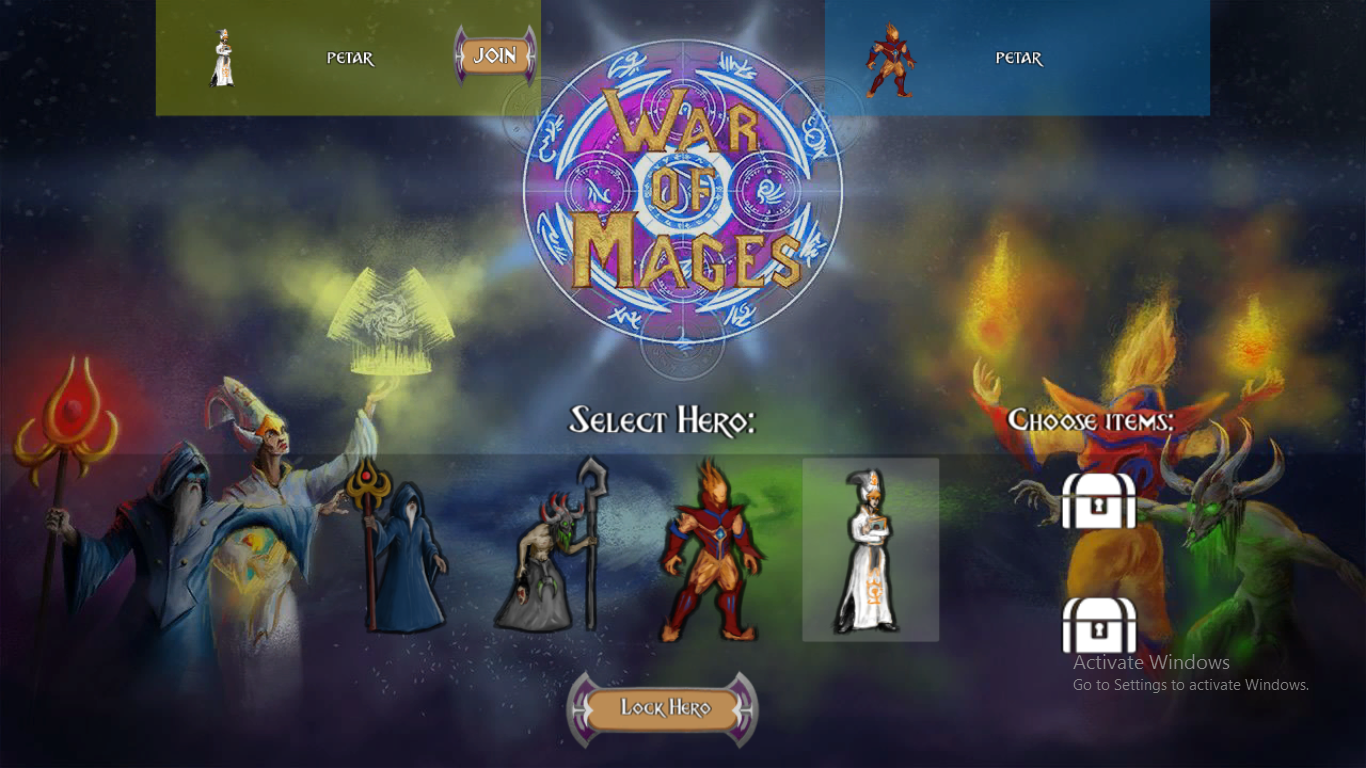 PETAR
JOIN
PETAR
WAR
OF
MAGES
SELECT HERO:
CHOOSE ITEMS:
LOCK HERO
Activate Windows
Go to Settings to activate Windows.